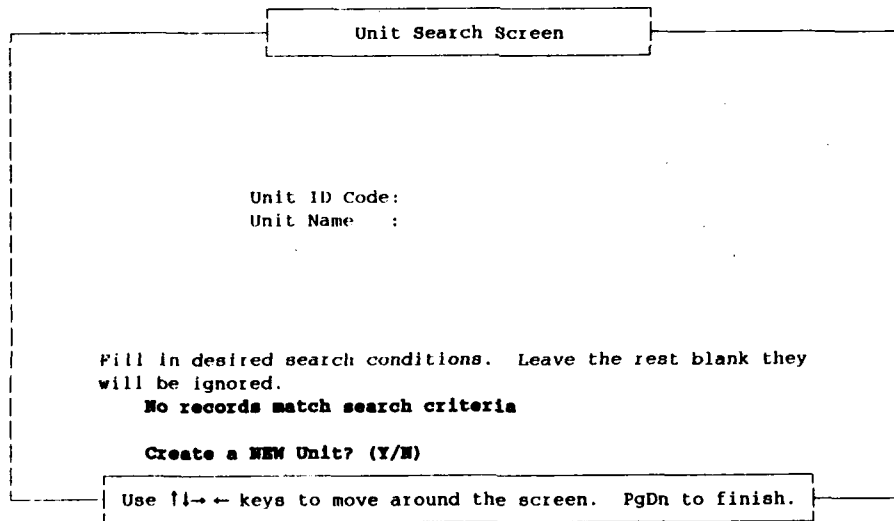 Unit Search Screen
Unit ID Code:
Unit Name :
Fill in desired search conditions. Leave the rest blank they
will be ignored.
No records match search criteria
Create a NEW Unit? (Y/N)
Use ↑↓→← keys to move around the screen. PgDn to finish.